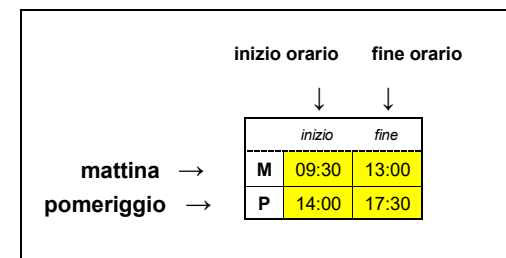 inizio orario fine orario
↓ ↓
inizio fine
mattina → M 09:30 13:00
pomeriggio → P 14:00 17:30